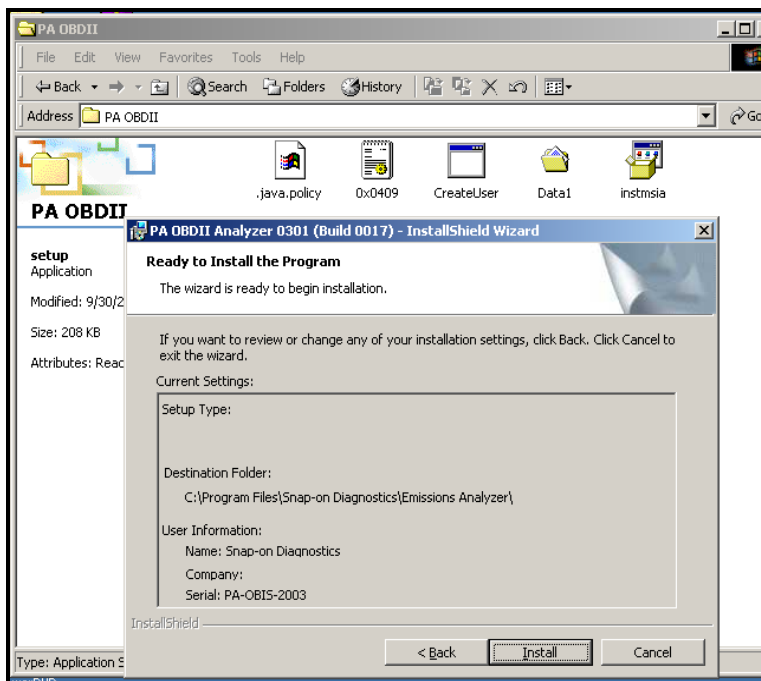 PA OBDII
File Edit View Favorites Tools Help
Back Search Folders History
Address PA OBDII Go
.java.policy 0x0409 CreateUser Data1 instmsia
PA OBDII
setup
Application
Modified: 9/30/2
Size: 208 KB
Attributes: Reac
PA OBDII Analyzer 0301 (Build 0017) - InstallShield Wizard
Ready to Install the Program
The wizard is ready to begin installation.
If you want to review or change any of your installation settings, click Back. Click Cancel to
exit the wizard.
Current Settings:
Setup Type:
Destination Folder:
C:\Program Files\Snap-on Diagnostics\Emissions Analyzer\
User Information:
Name: Snap-on Diagnostics
Company:
Serial: PA-OBIS-2003
InstallShield
< Back Install Cancel
Type: Application S